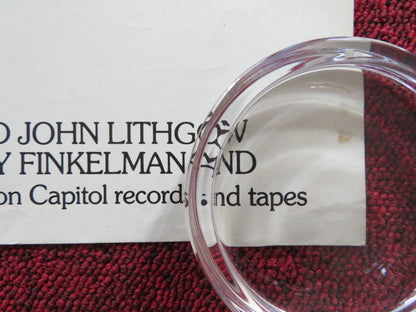 JOHN LITHGOW
FINKELMAN AND
on Capitol records and tapes